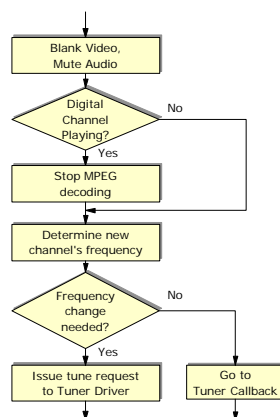 Blank Video,
Mute Audio
Digital
Channel
Playing?
No
Yes
Stop MPEG
decoding
Determine new
channel's frequency
Frequency
change
needed?
No
Yes
Issue tune request
to Tuner Driver
Go to
Tuner Callback